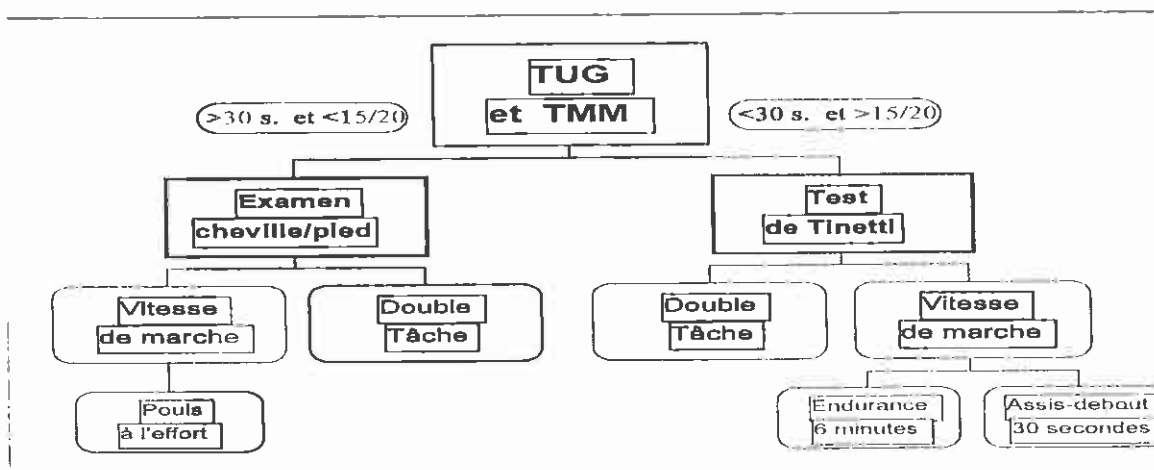 TUG
et TMM
>30 s. et <15/20
<30 s. et >15/20
Examen
cheville/pied
Test
de Tinetti
Vitesse
de marche
Double
Tâche
Double
Tâche
Vitesse
de marche
Pouls
à l'effort
Endurance
6 minutes
Assis-debout
30 secondes